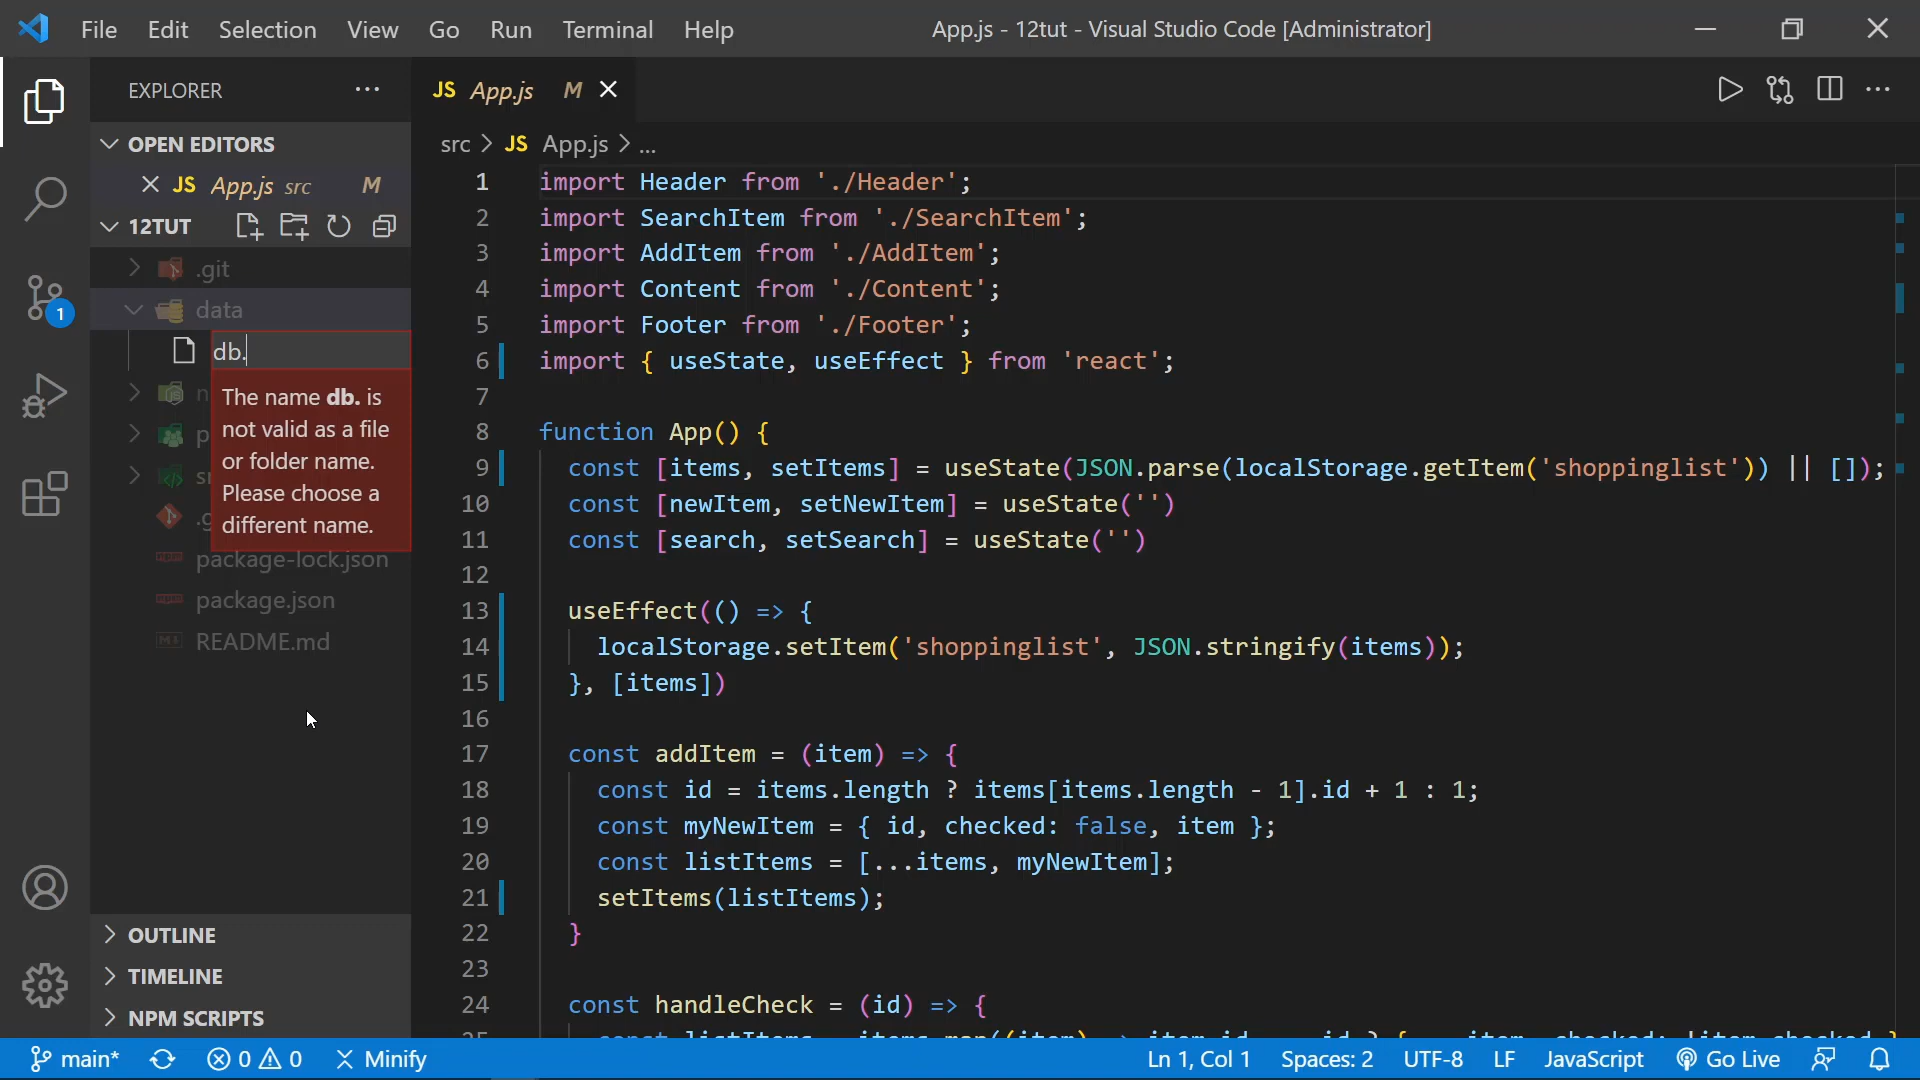 File Edit Selection View Go Run Terminal Help App.js - 12tut - Visual Studio Code [Administrator]
EXPLORER
JS App.js M
OPEN EDITORS
JS App.js src M
src > JS App.js > ...
12TUT
.git
data
db.
The name db. is
not valid as a file
or folder name.
Please choose a
different name.
package-lock.json
package.json
README.md
OUTLINE
TIMELINE
NPM SCRIPTS
1
1 import Header from './Header';
2 import SearchItem from './SearchItem';
3 import AddItem from './AddItem';
4 import Content from './Content';
5 import Footer from './Footer';
6 import { useState, useEffect } from 'react';
7
8 function App() {
9 const [items, setItems] = useState(JSON.parse(localStorage.getItem('shoppinglist')) || []);
10 const [newItem, setNewItem] = useState('')
11 const [search, setSearch] = useState('')
12
13 useEffect(() => {
14 localStorage.setItem('shoppinglist', JSON.stringify(items));
15 }, [items])
16
17 const addItem = (item) => {
18 const id = items.length ? items[items.length - 1].id + 1 : 1;
19 const myNewItem = { id, checked: false, item };
20 const listItems = [...items, myNewItem];
21 setItems(listItems);
22 }
23
24 const handleCheck = (id) => {
main* 0 0 Minify Ln 1, Col 1 Spaces: 2 UTF-8 LF JavaScript Go Live